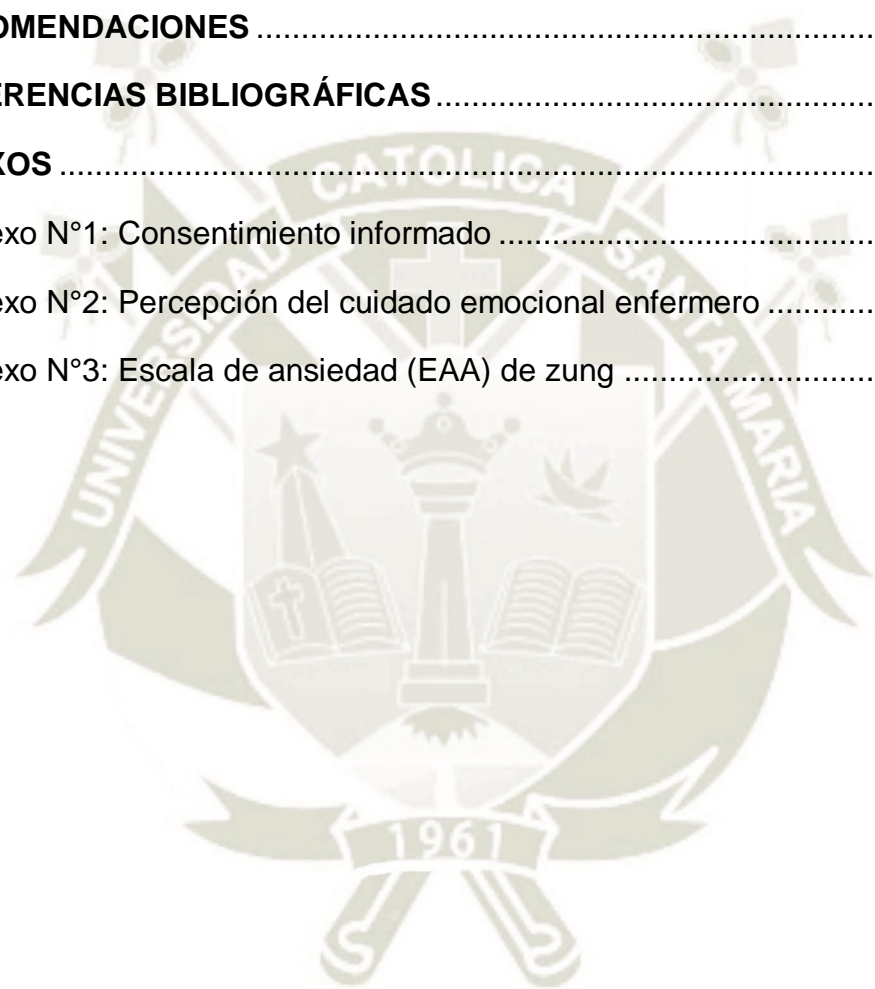 OMENDACIONES ........................................................................
ERENCIAS BIBLIOGRÁFICAS ....................................................
XOS ...............................................................................................
exo N°1: Consentimiento informado ..............................................
exo N°2: Percepción del cuidado emocional enfermero ............
exo N°3: Escala de ansiedad (EAA) de zung ..............................
UNIVERSIDAD CATOLICA SANTA MARIA
1961